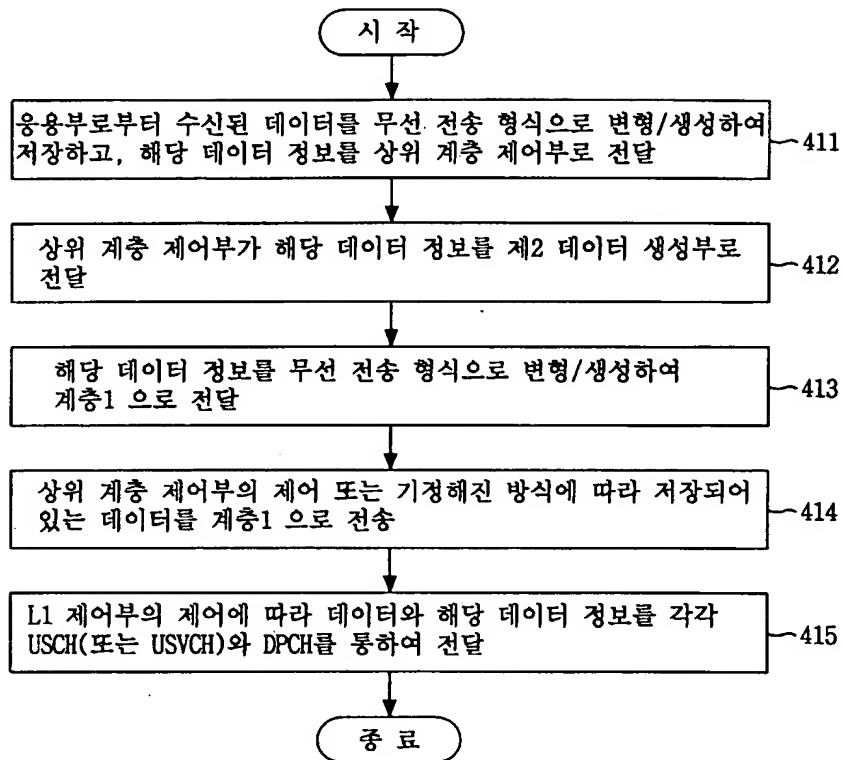 시 작
응용부로부터 수신된 데이터를 무선 전송 형식으로 변형/생성하여
저장하고, 해당 데이터 정보를 상위 계층 제어부로 전달
411
상위 계층 제어부가 해당 데이터 정보를 제2 데이터 생성부로
전달
412
해당 데이터 정보를 무선 전송 형식으로 변형/생성하여
계층1 으로 전달
413
상위 계층 제어부의 제어 또는 기정해진 방식에 따라 저장되어
있는 데이터를 계층1 으로 전송
414
L1 제어부의 제어에 따라 데이터와 해당 데이터 정보를 각각
USCH(또는 USVCH)와 DPCH를 통하여 전달
415
종 료